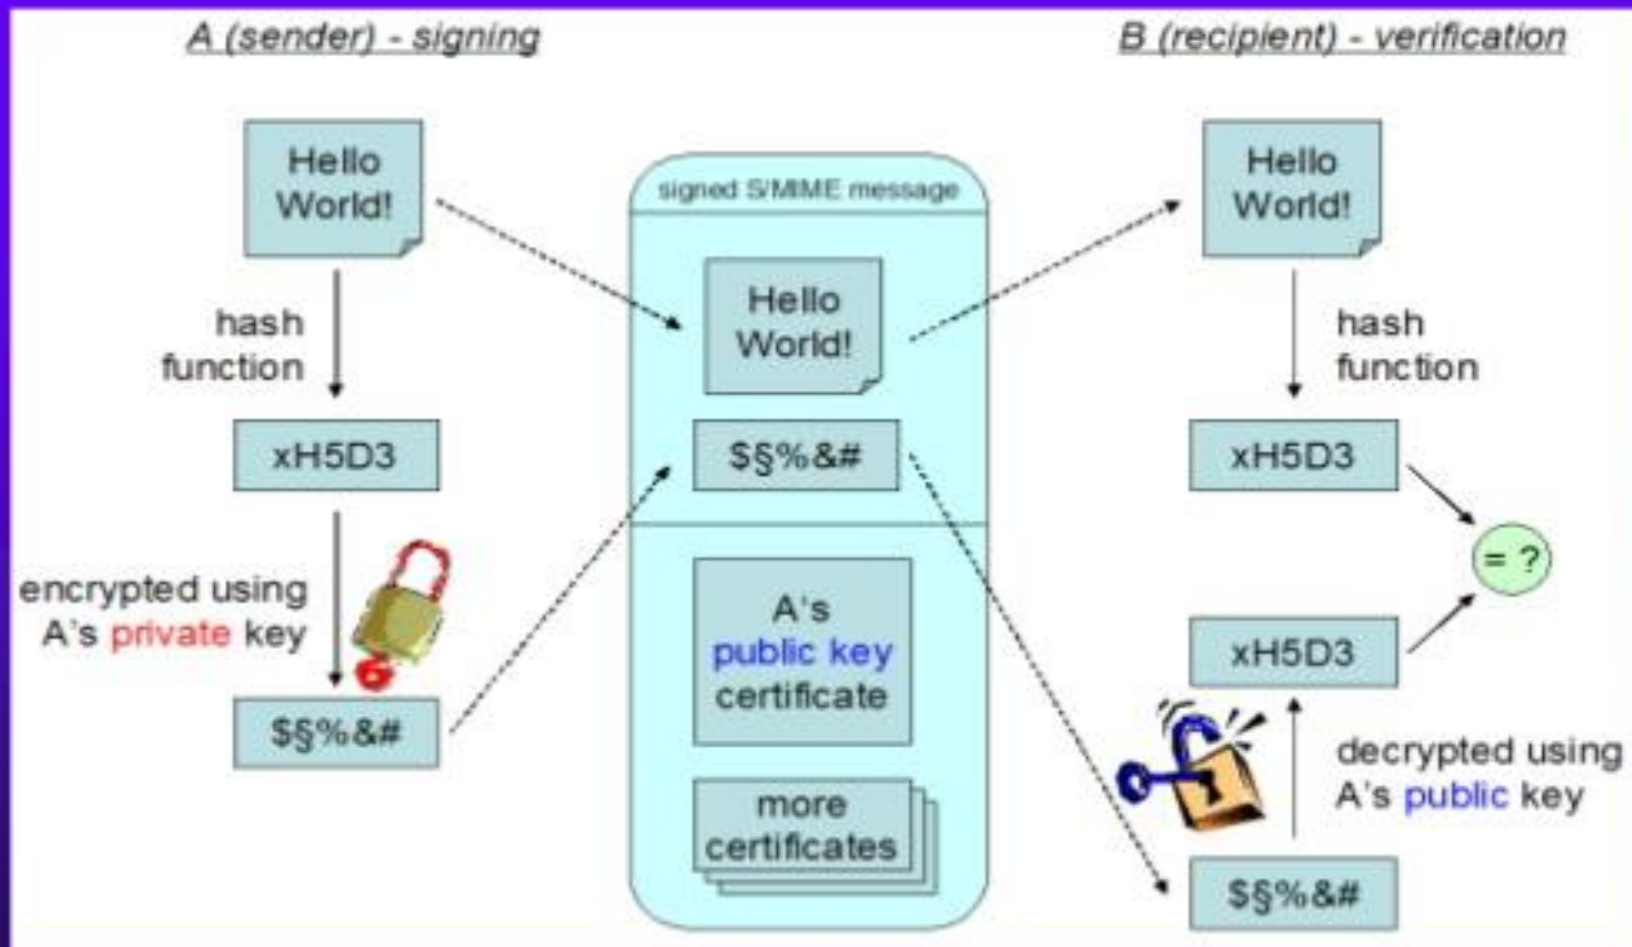 A (sender) - signing
Hello
World!
hash
function
xH5D3
encrypted using
A's private key
$§%&#
signed S/MIME message
Hello
World!
$§%&#
A's
public key
certificate
more
certificates
B (recipient) - verification
Hello
World!
hash
function
xH5D3
= ?
xH5D3
decrypted using
A's public key
$§%&#